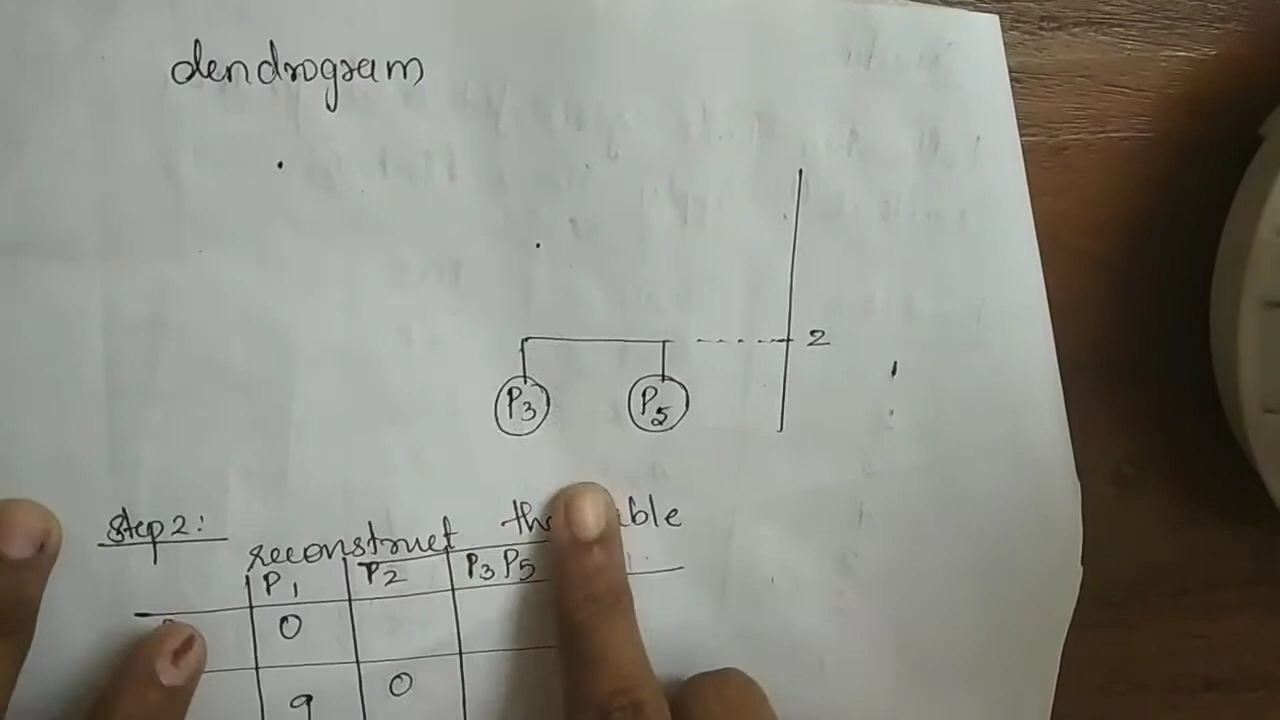 dendrogram
2
P3 P5
Step 2:
reconstruct
P1 P2 P3 P5
0
0
9